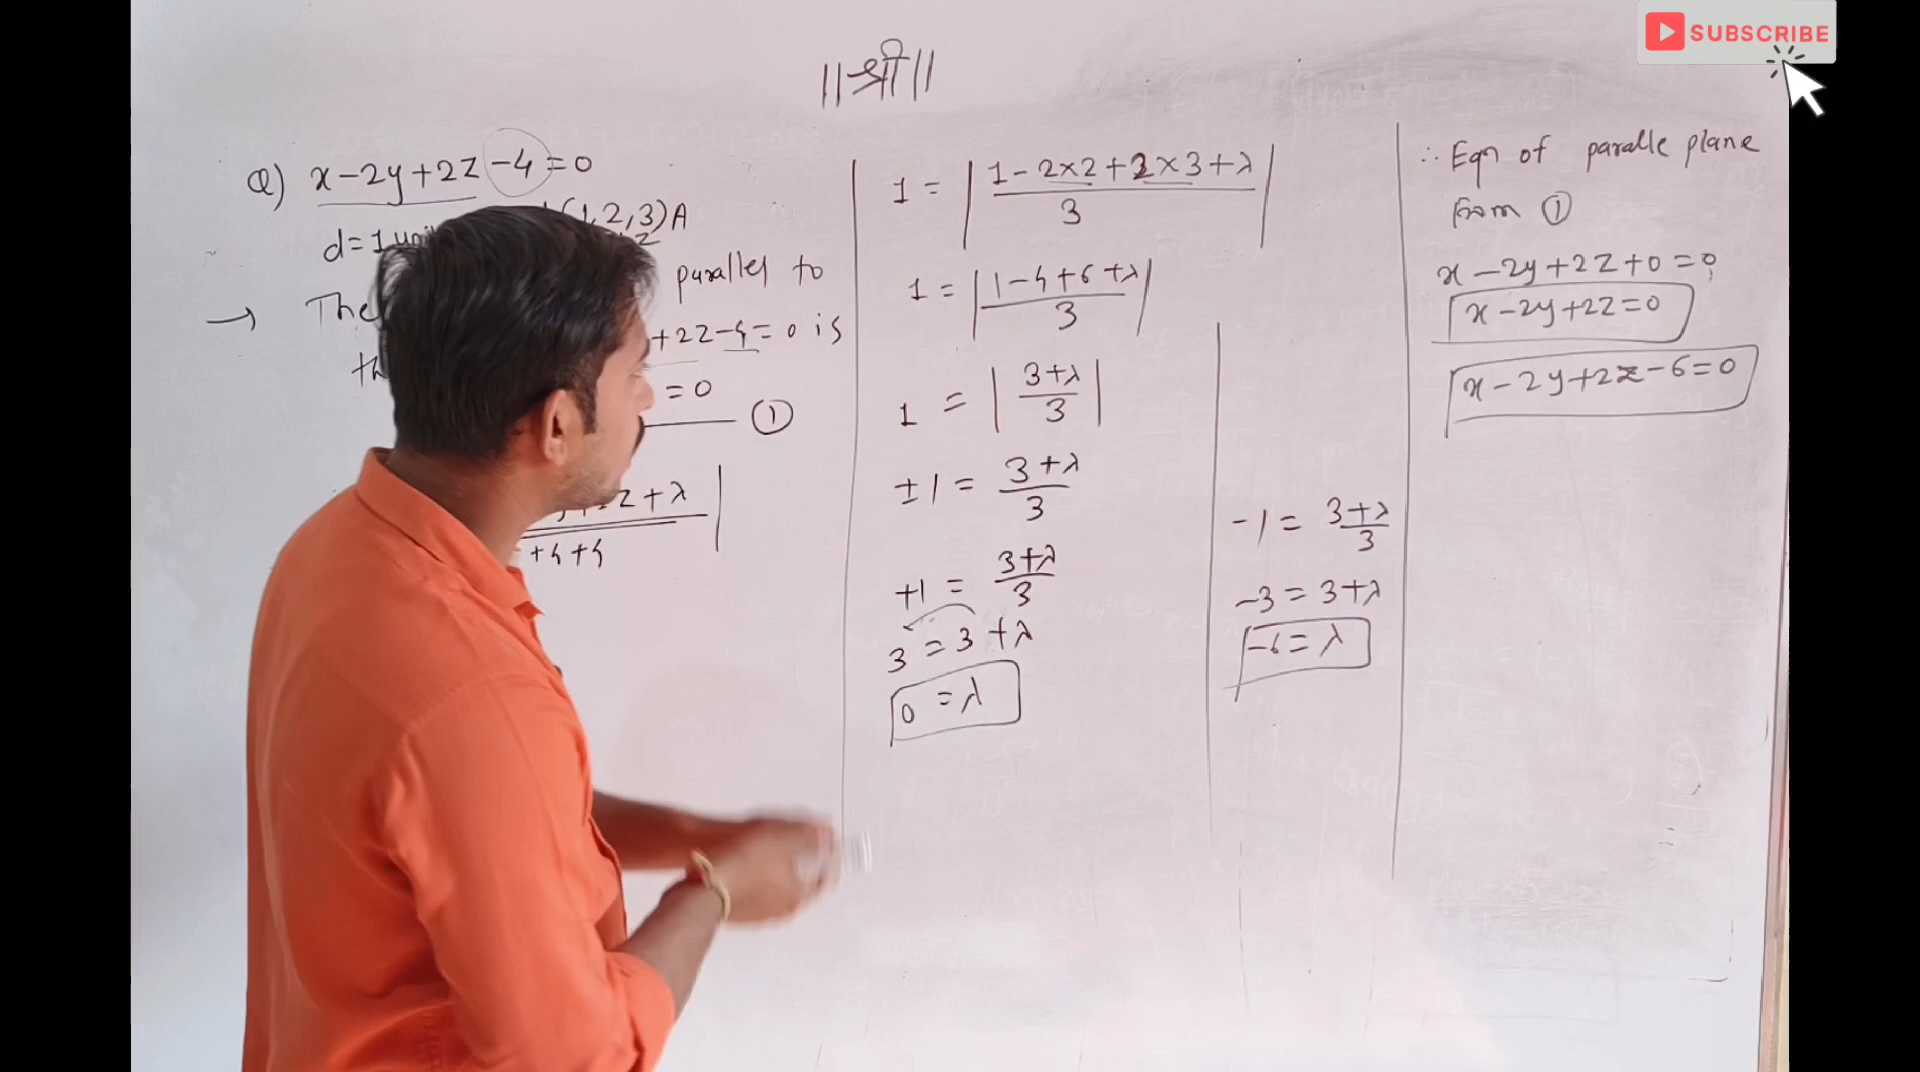 SUBSCRIBE
||श्री||
Q) x-2y+2z-4=0
d=1 2,3)A
→ The parallel to
+2z-4=0 is
=0
①
2z+λ
+4+4
1 = |1-2×2+2×3+λ / 3|
1 = |1-4+6+λ / 3|
1 = |3+λ / 3|
±1 = 3+λ / 3
+1 = 3+λ / 3
3 = 3+λ
0 = λ
-1 = 3+λ / 3
-3 = 3+λ
-6 = λ
∴ Eqn of paralle plane
from ①
x-2y+2z+0=0
x-2y+2z=0
x-2y+2z-6=0